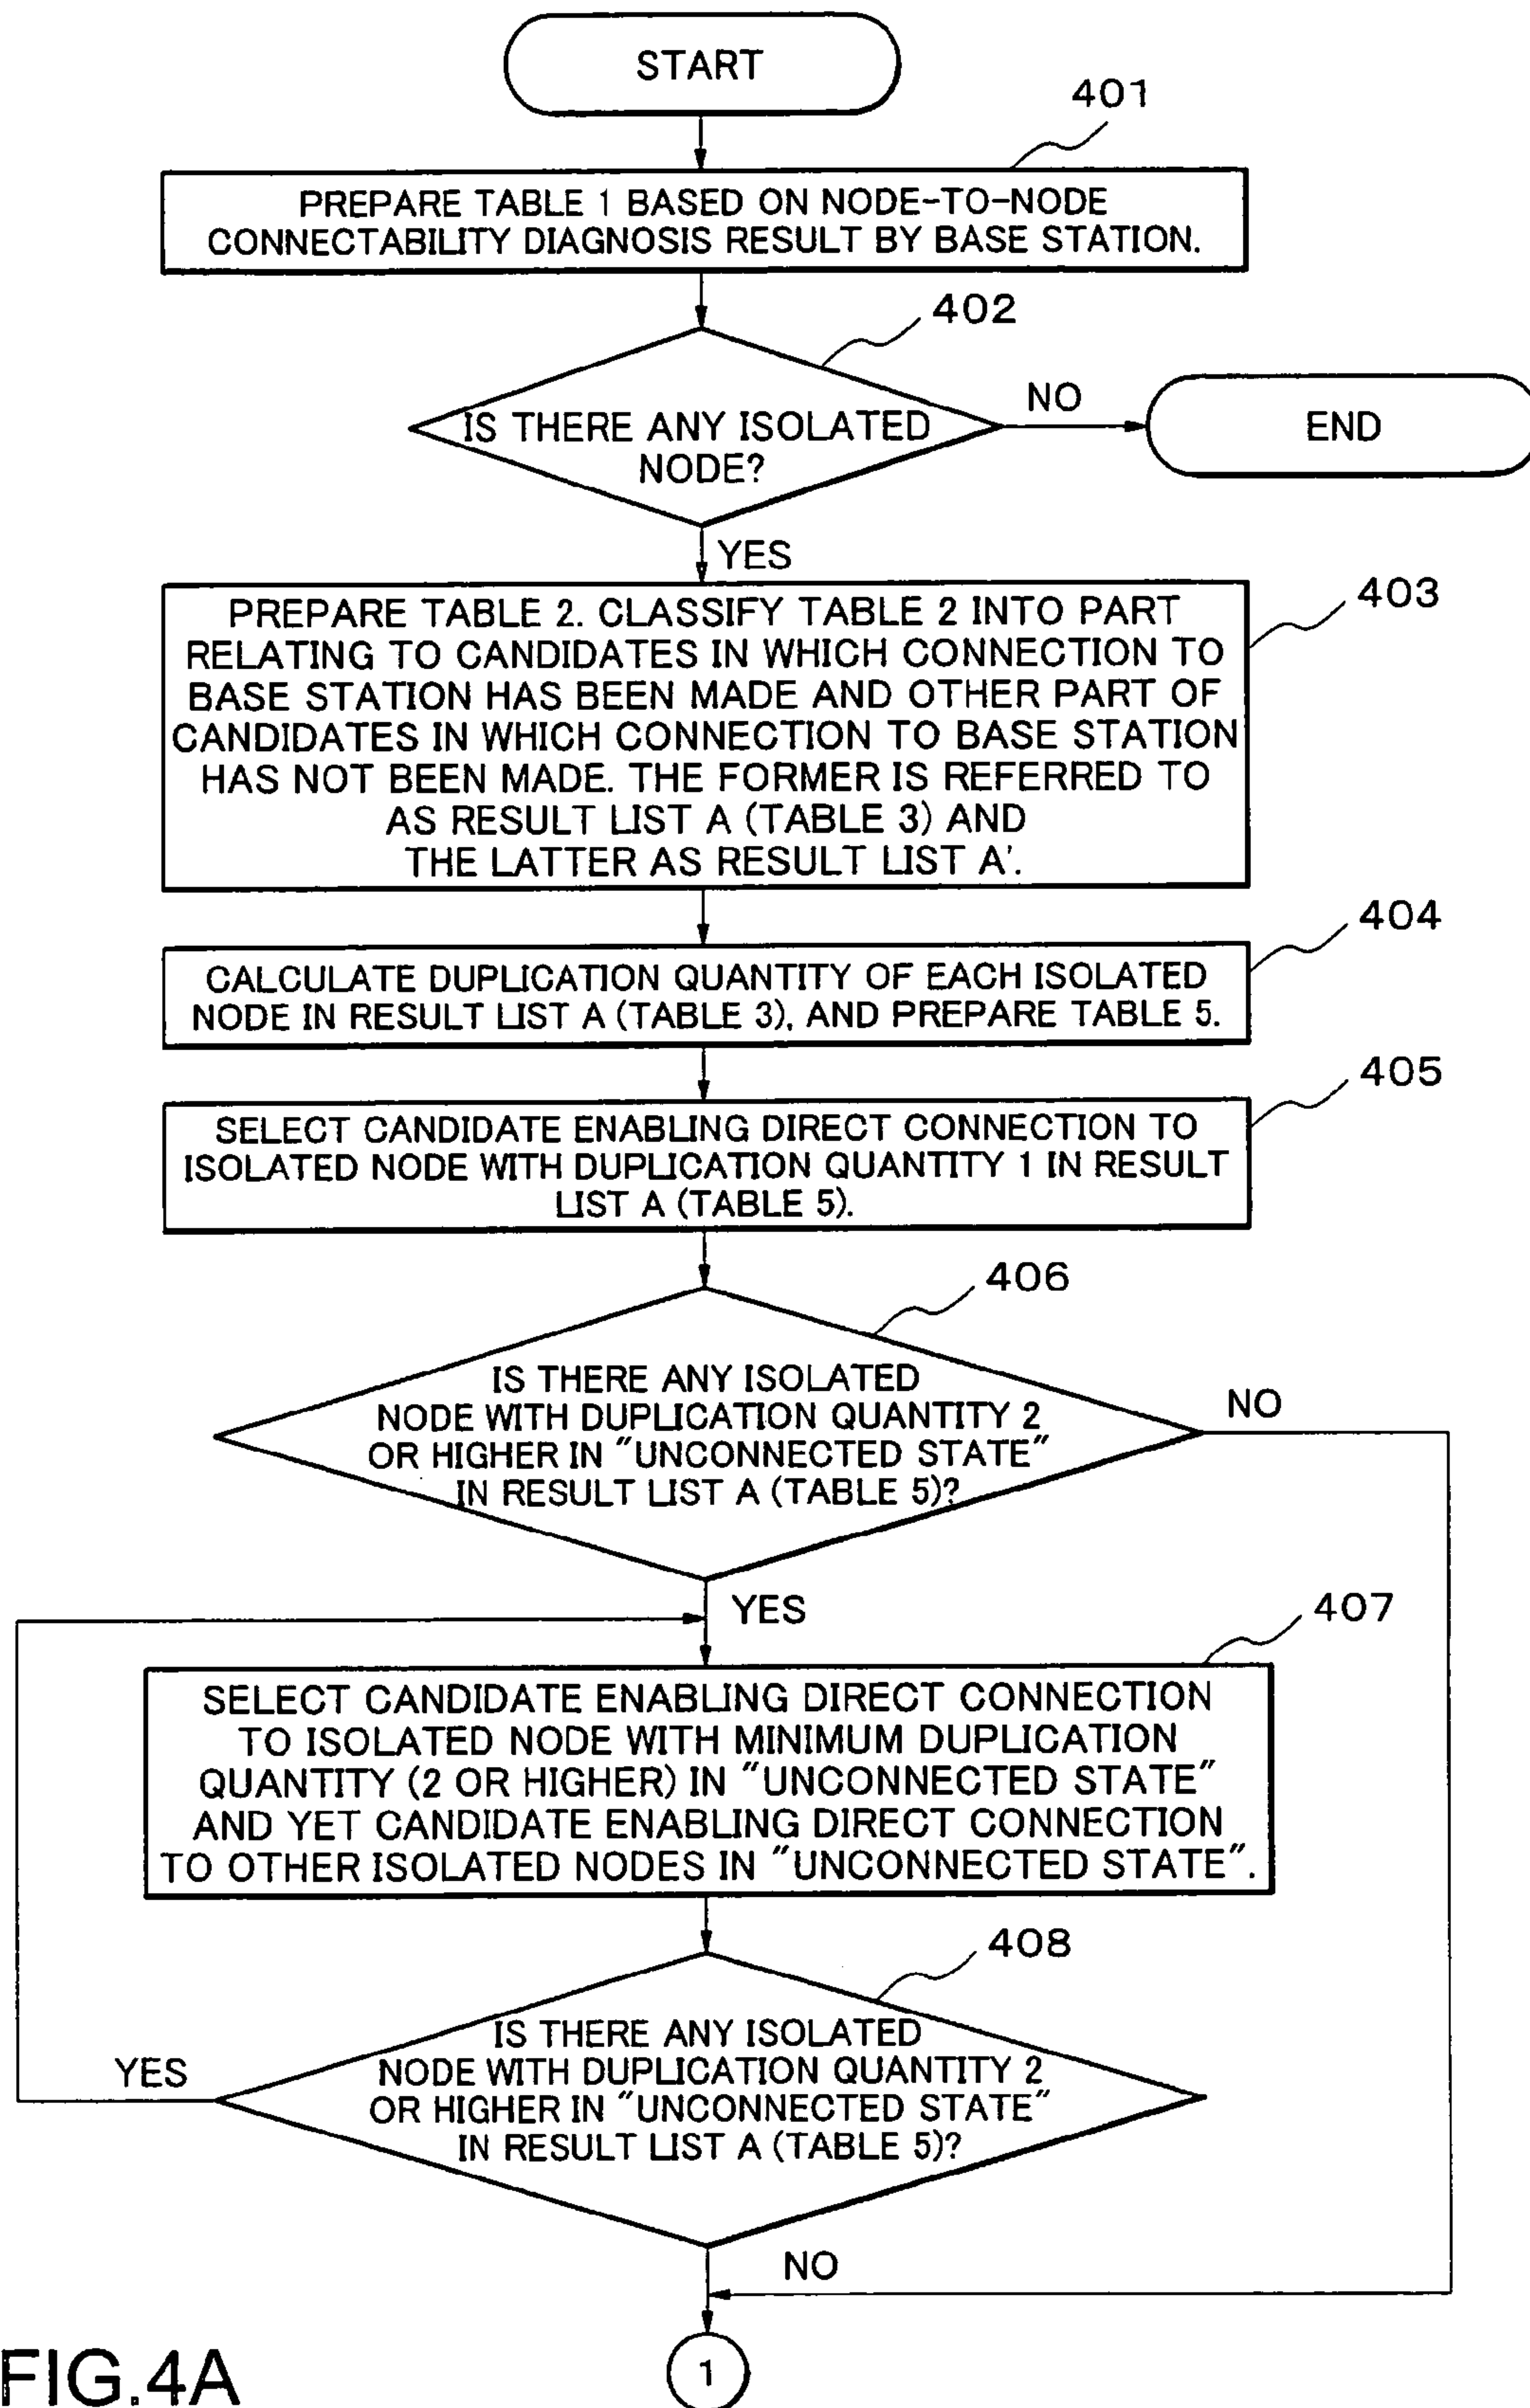 START
401
PREPARE TABLE 1 BASED ON NODE-TO-NODE
CONNECTABILITY DIAGNOSIS RESULT BY BASE STATION.
402
IS THERE ANY ISOLATED
NODE?
NO
END
YES
403
PREPARE TABLE 2. CLASSIFY TABLE 2 INTO PART
RELATING TO CANDIDATES IN WHICH CONNECTION TO
BASE STATION HAS BEEN MADE AND OTHER PART OF
CANDIDATES IN WHICH CONNECTION TO BASE STATION
HAS NOT BEEN MADE. THE FORMER IS REFERRED TO
AS RESULT LIST A (TABLE 3) AND
THE LATTER AS RESULT LIST A'.
404
CALCULATE DUPLICATION QUANTITY OF EACH ISOLATED
NODE IN RESULT LIST A (TABLE 3), AND PREPARE TABLE 5.
405
SELECT CANDIDATE ENABLING DIRECT CONNECTION TO
ISOLATED NODE WITH DUPLICATION QUANTITY 1 IN RESULT
LIST A (TABLE 5).
406
IS THERE ANY ISOLATED
NODE WITH DUPLICATION QUANTITY 2
OR HIGHER IN "UNCONNECTED STATE"
IN RESULT LIST A (TABLE 5)?
NO
YES
407
SELECT CANDIDATE ENABLING DIRECT CONNECTION
TO ISOLATED NODE WITH MINIMUM DUPLICATION
QUANTITY (2 OR HIGHER) IN "UNCONNECTED STATE"
AND YET CANDIDATE ENABLING DIRECT CONNECTION
TO OTHER ISOLATED NODES IN "UNCONNECTED STATE".
408
IS THERE ANY ISOLATED
NODE WITH DUPLICATION QUANTITY 2
OR HIGHER IN "UNCONNECTED STATE"
IN RESULT LIST A (TABLE 5)?
YES
NO
1
FIG.4A